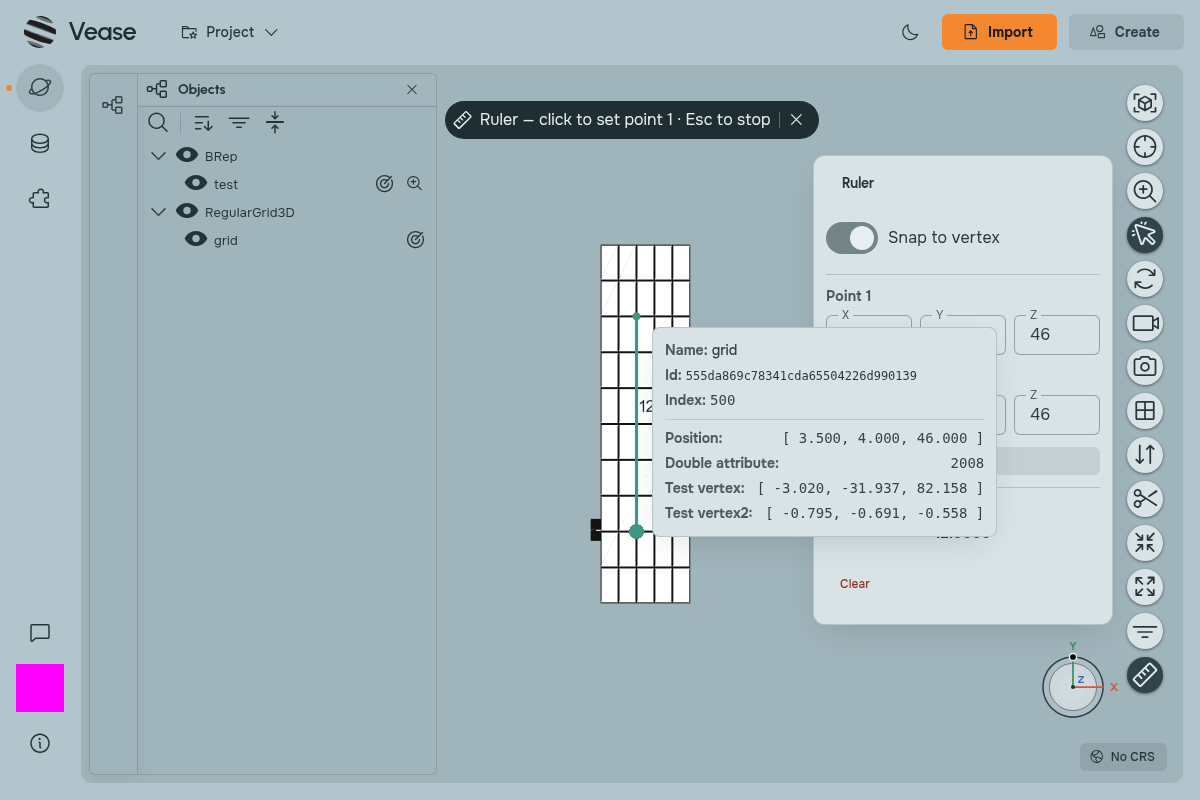 Vease
Project
Import
Create
Objects
BRep
test
RegularGrid3D
grid
Ruler — click to set point 1 · Esc to stop
Ruler
Snap to vertex
Point 1
X
Y
Z
46
Z
46
Name: grid
Id: 555da869c78341cda65504226d990139
Index: 500
Position: [ 3.500, 4.000, 46.000 ]
Double attribute: 2008
Test vertex: [ -3.020, -31.937, 82.158 ]
Test vertex2: [ -0.795, -0.691, -0.558 ]
12
Clear
Y
Z
X
No CRS